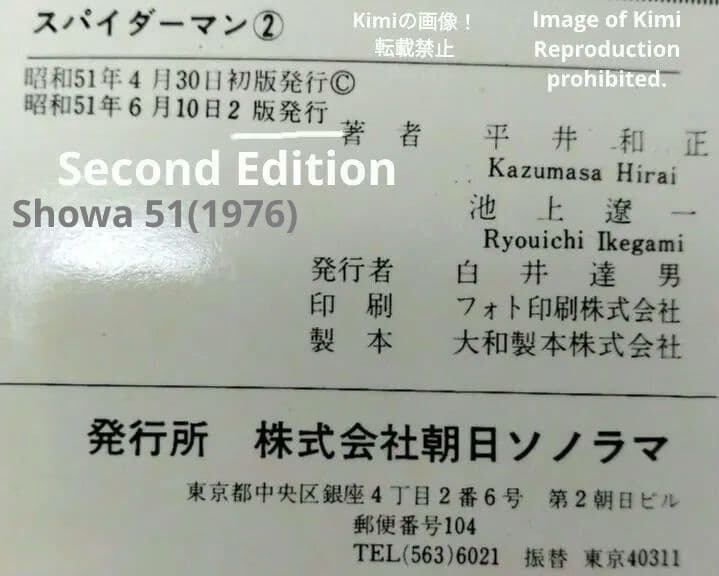 スパイダーマン②
Kimiの画像！
転載禁止
Image of Kimi
Reproduction
prohibited.
昭和51年4月30日初版発行©
昭和51年6月10日2版発行
Second Edition
Showa 51(1976)
著者 平井和正
Kazumasa Hirai
池上遼一
Ryouichi Ikegami
発行者 白井達男
印刷 フォト印刷株式会社
製本 大和製本株式会社
発行所 株式会社朝日ソノラマ
東京都中央区銀座4丁目2番6号 第2朝日ビル
郵便番号104
TEL(563)6021 振替 東京40311